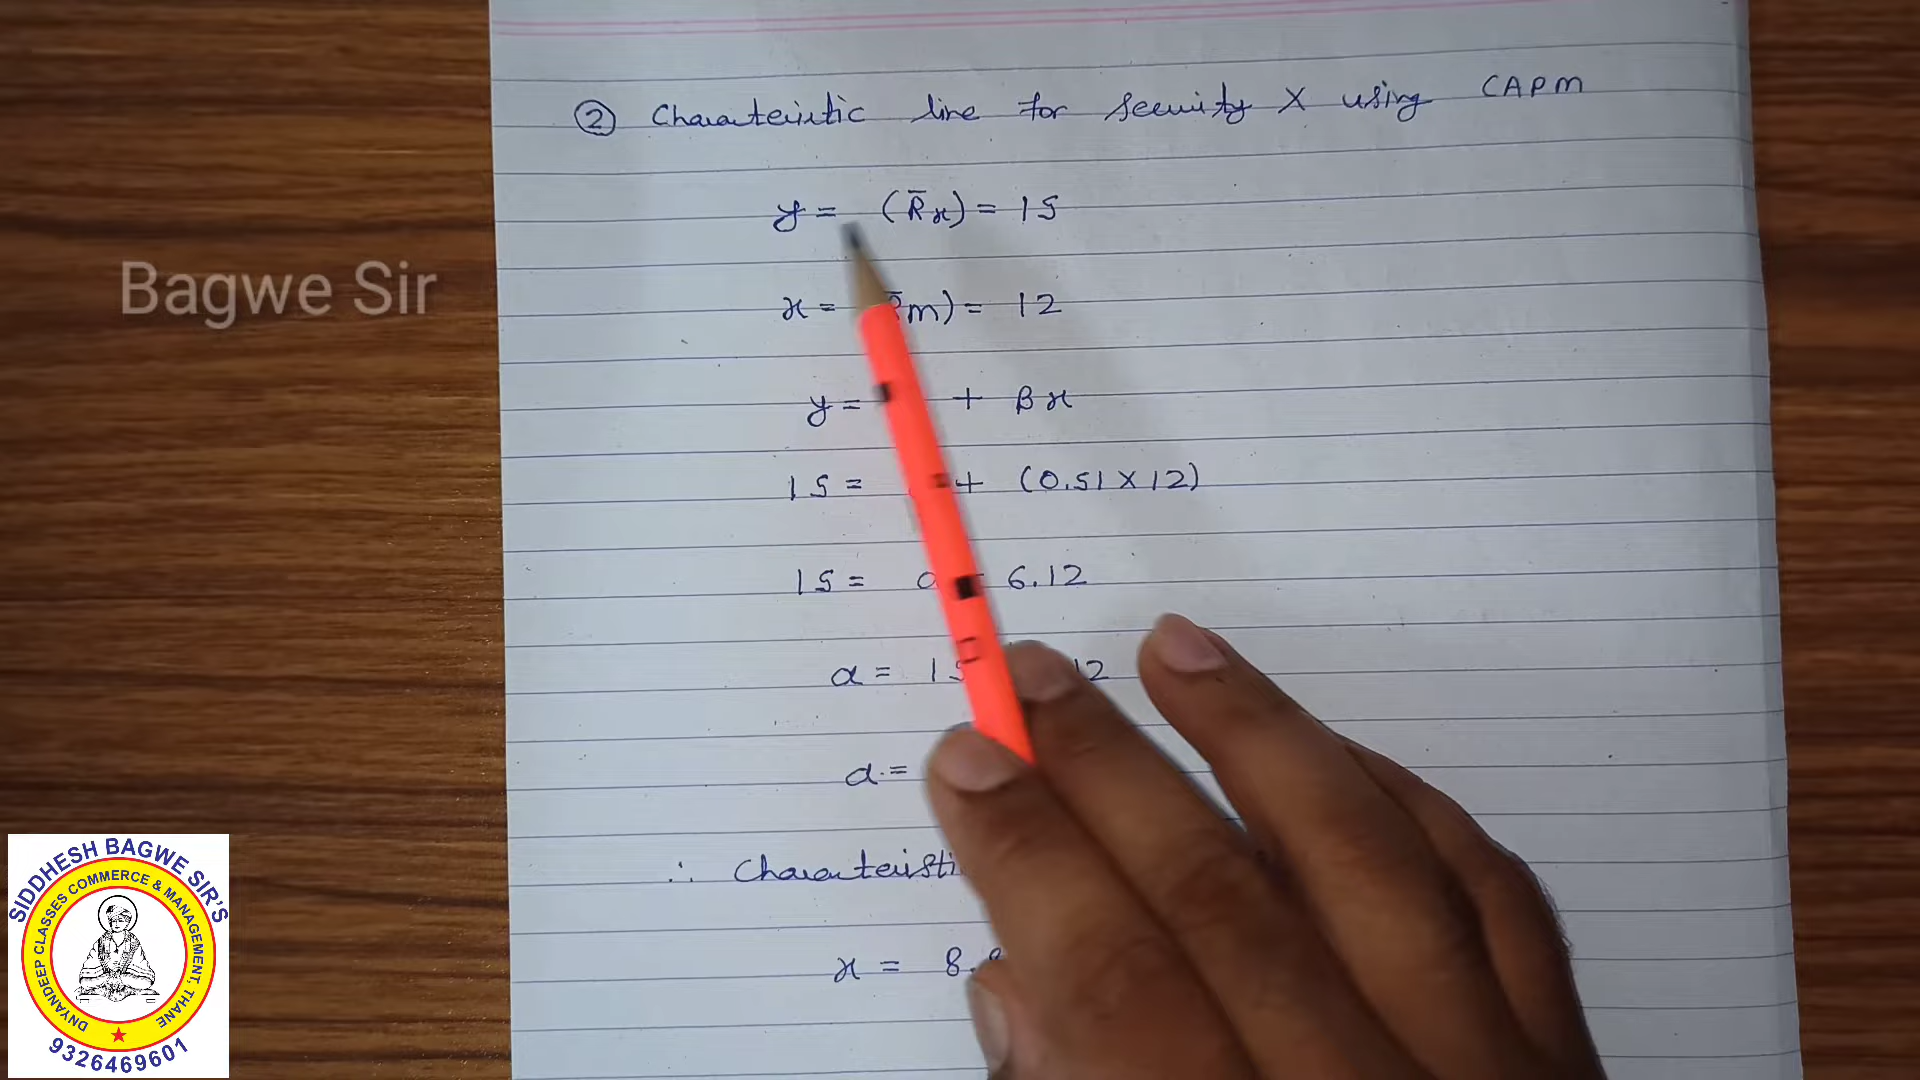 ② Characteristic line for security X using CAPM
y = (R̄x) = 15
x = m) = 12
y = + βx
15 = + (0.51 × 12)
15 = 6.12
α = 15 12
α =
∴ Characteristi
x = 8.8
Bagwe Sir
SIDDHESH BAGWE SIR'S
DNYANDEEP CLASSES COMMERCE & MANAGEMENT, THANE
9326469601